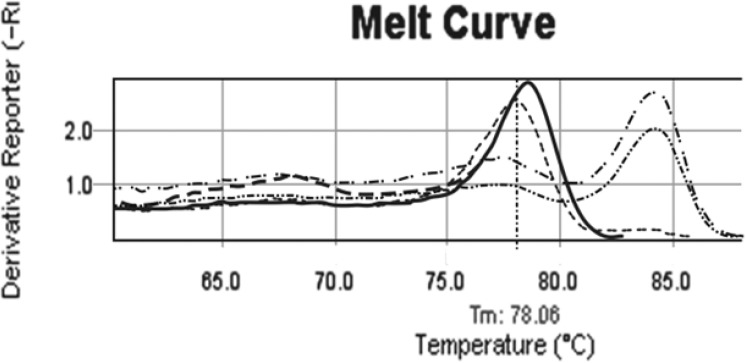 Melt Curve
Derivative Reporter (-
2.0
1.0
65.0 70.0 75.0 80.0 85.0
Tm: 78.06
Temperature (°C)